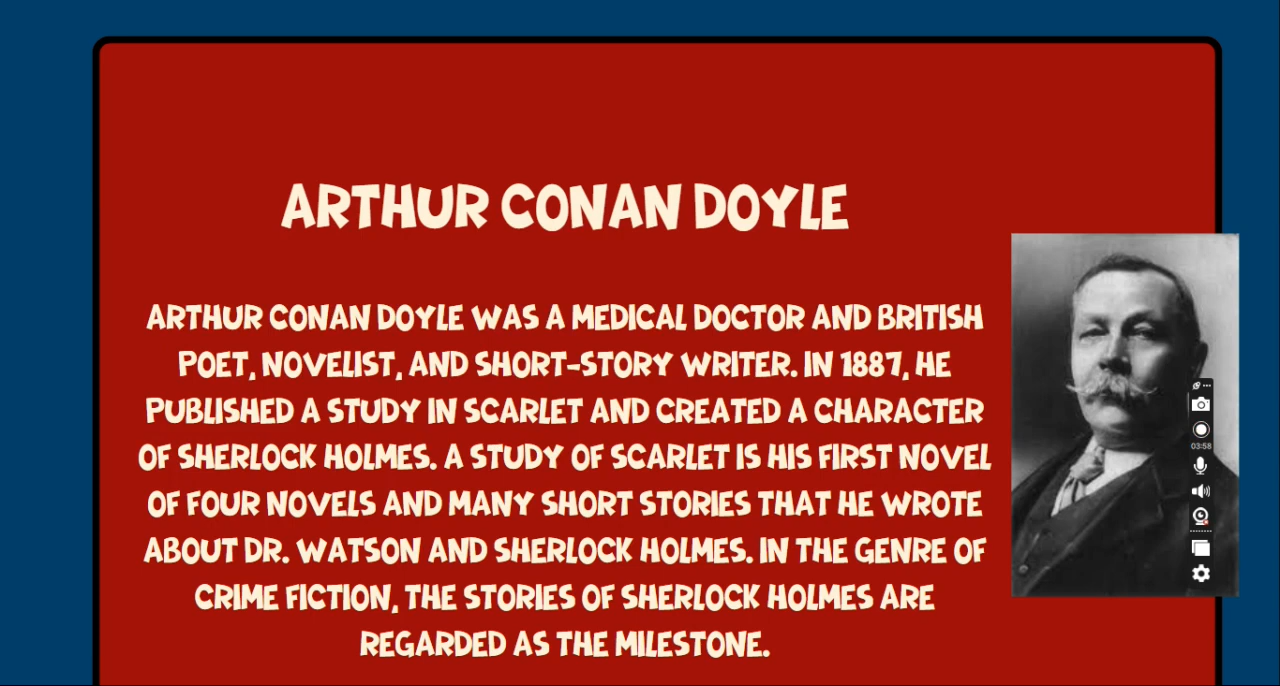 ARTHUR CONAN DOYLE
ARTHUR CONAN DOYLE WAS A MEDICAL DOCTOR AND BRITISH
POET, NOVELIST, AND SHORT-STORY WRITER. IN 1887, HE
PUBLISHED A STUDY IN SCARLET AND CREATED A CHARACTER
OF SHERLOCK HOLMES. A STUDY OF SCARLET IS HIS FIRST NOVEL
OF FOUR NOVELS AND MANY SHORT STORIES THAT HE WROTE
ABOUT DR. WATSON AND SHERLOCK HOLMES. IN THE GENRE OF
CRIME FICTION, THE STORIES OF SHERLOCK HOLMES ARE
REGARDED AS THE MILESTONE.
03:58